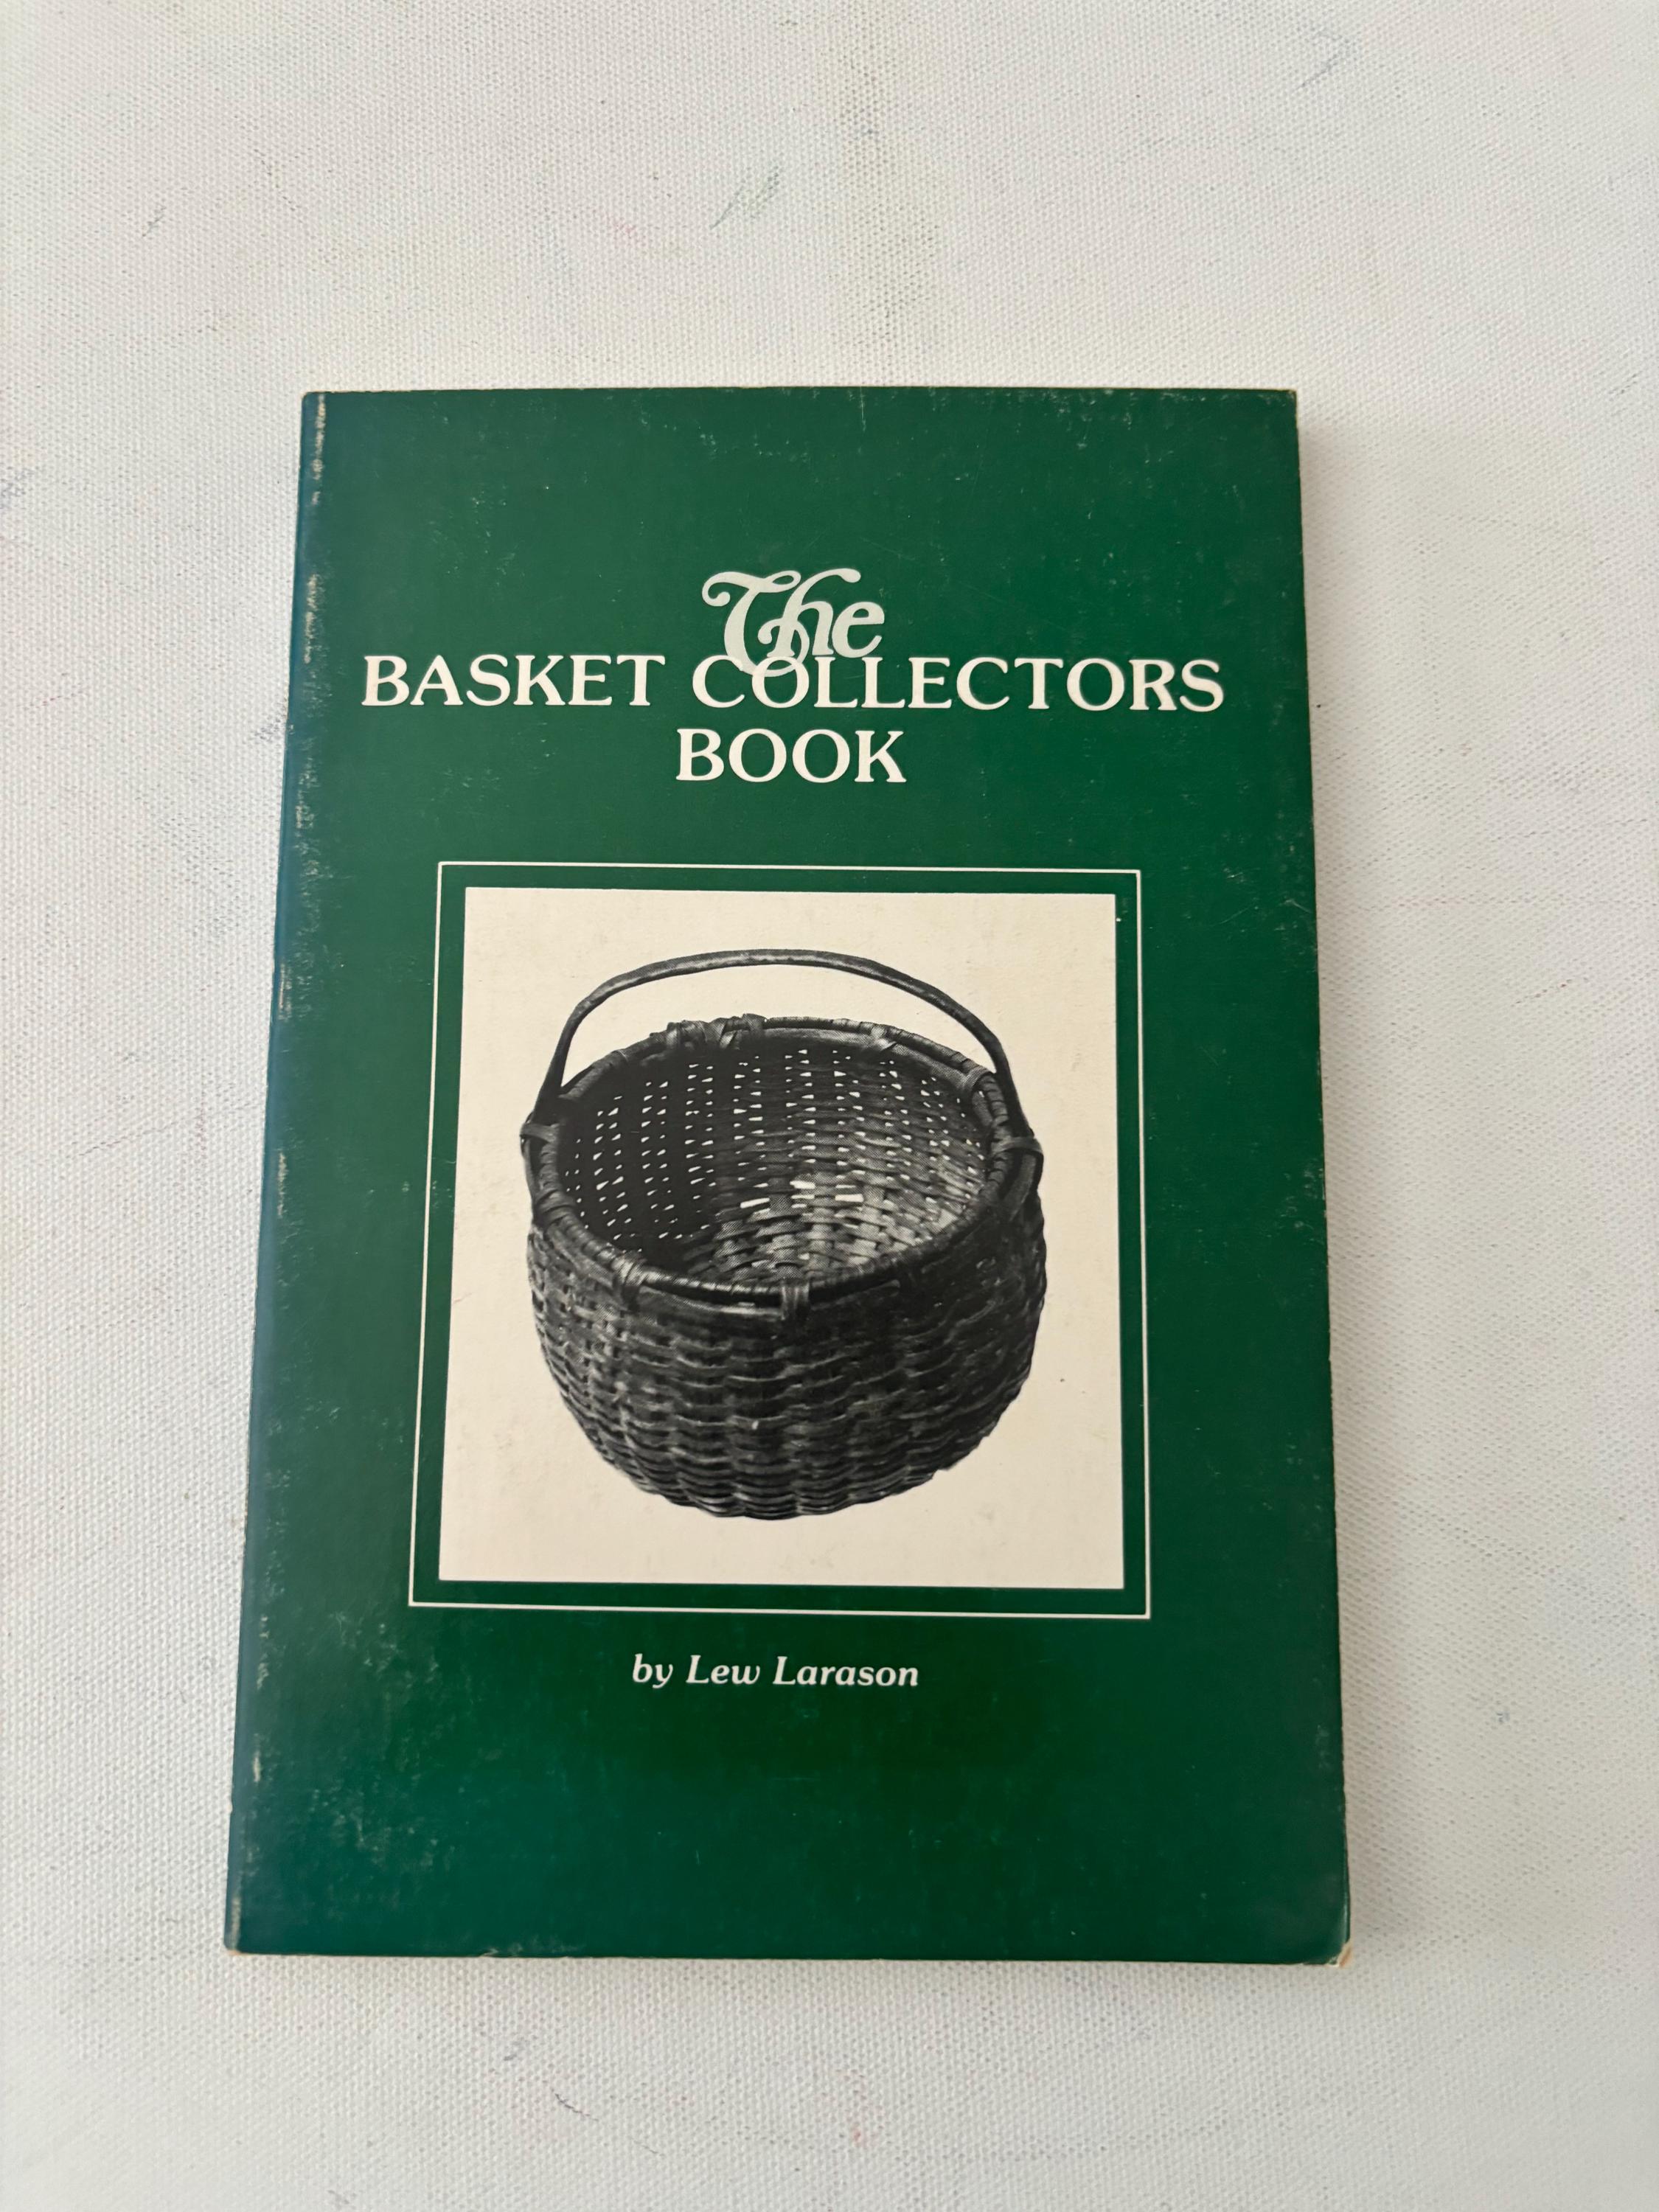 The
BASKET COLLECTORS
BOOK
by Lew Larason